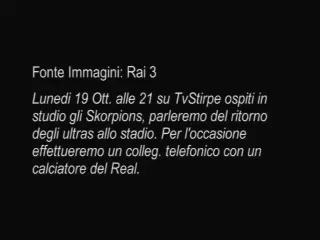 Fonte Immagini: Rai 3
Lunedi 19 Ott. alle 21 su TvStirpe ospiti in
studio gli Skorpions, parleremo del ritorno
degli ultras allo stadio. Per l'occasione
effettueremo un colleg. telefonico con un
calciatore del Real.